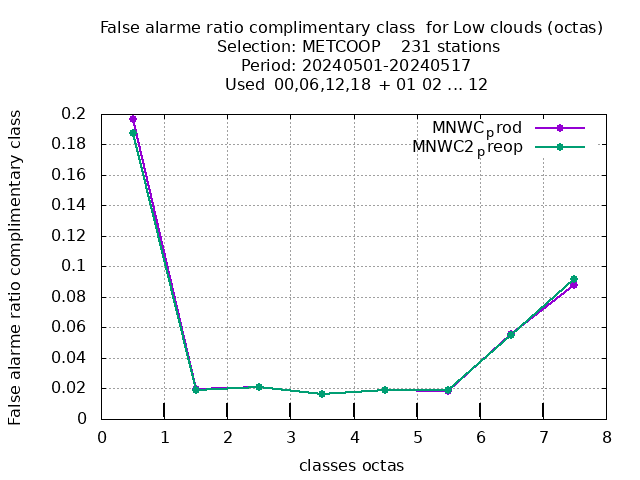 False alarme ratio complimentary class for Low clouds (octas)
Selection: METCOOP 231 stations
Period: 20240501-20240517
Used 00,06,12,18 + 01 02 ... 12
MNWC_prod
MNWC2_preop
False alarme ratio complimentary class
0.2
0.18
0.16
0.14
0.12
0.1
0.08
0.06
0.04
0.02
0
0 1 2 3 4 5 6 7 8
classes octas